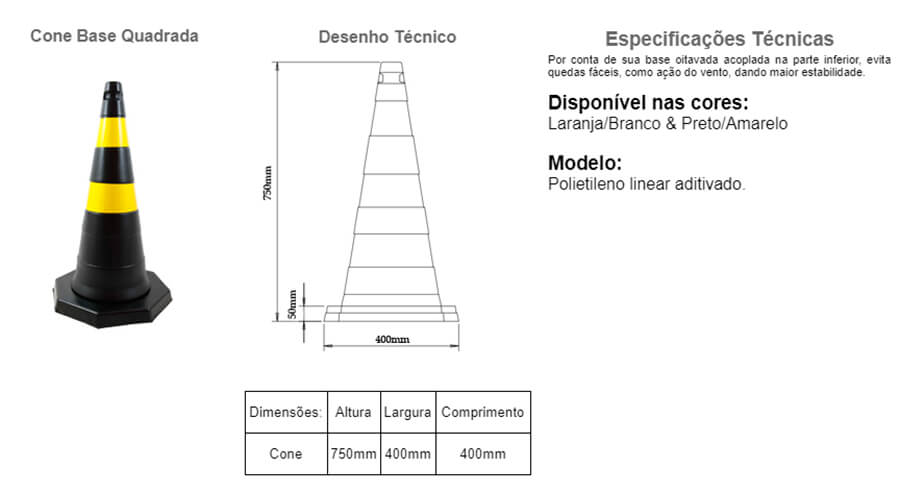 Cone Base Quadrada
Desenho Técnico
750mm
50mm
400mm
Especificações Técnicas
Por conta de sua base oitavada acoplada na parte inferior, evita
quedas fáceis, como ação do vento, dando maior estabilidade.
Disponível nas cores:
Laranja/Branco & Preto/Amarelo
Modelo:
Polietileno linear aditivado.
Dimensões: Altura Largura Comprimento
Cone 750mm 400mm 400mm